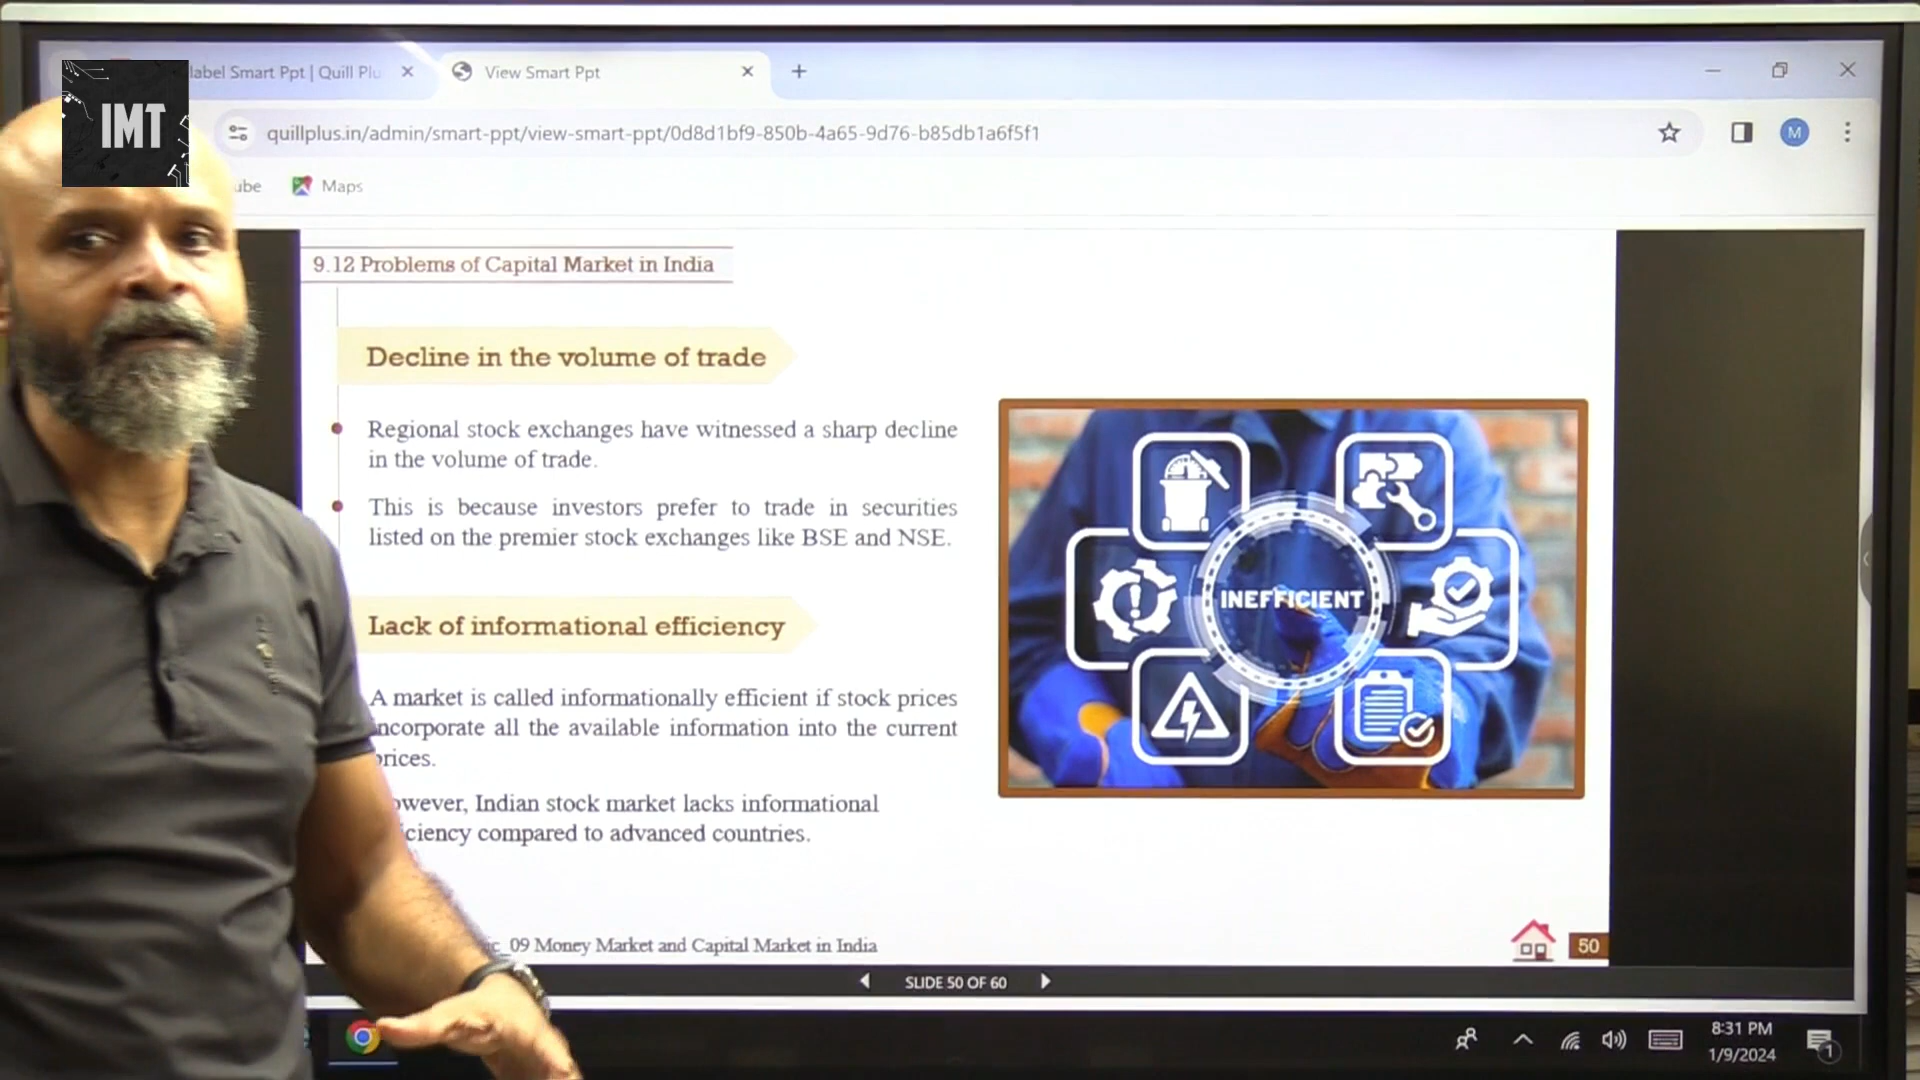 label Smart Ppt | Quill Plu
View Smart Ppt
IMT
quillplus.in/admin/smart-ppt/view-smart-ppt/0d8d1bf9-850b-4a65-9d76-b85db1a6f5f1
M
ube
Maps
9.12 Problems of Capital Market in India
Decline in the volume of trade
Regional stock exchanges have witnessed a sharp decline
in the volume of trade.
This is because investors prefer to trade in securities
listed on the premier stock exchanges like BSE and NSE.
Lack of informational efficiency
A market is called informationally efficient if stock prices
ncorporate all the available information into the current
prices.
owever, Indian stock market lacks informational
ciency compared to advanced countries.
INEFFICIENT
ic_09 Money Market and Capital Market in India
50
SLIDE 50 OF 60
8:31 PM
1/9/2024
1